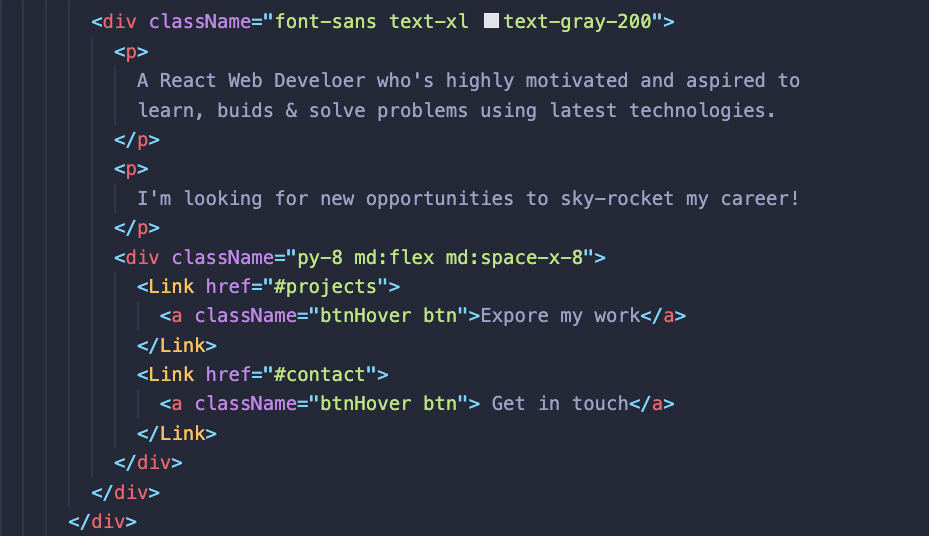 <div className="font-sans text-xl text-gray-200">
<p>
A React Web Develoer who's highly motivated and aspired to
learn, buids & solve problems using latest technologies.
</p>
<p>
I'm looking for new opportunities to sky-rocket my career!
</p>
<div className="py-8 md:flex md:space-x-8">
<Link href="#projects">
<a className="btnHover btn">Expore my work</a>
</Link>
<Link href="#contact">
<a className="btnHover btn"> Get in touch</a>
</Link>
</div>
</div>
</div>